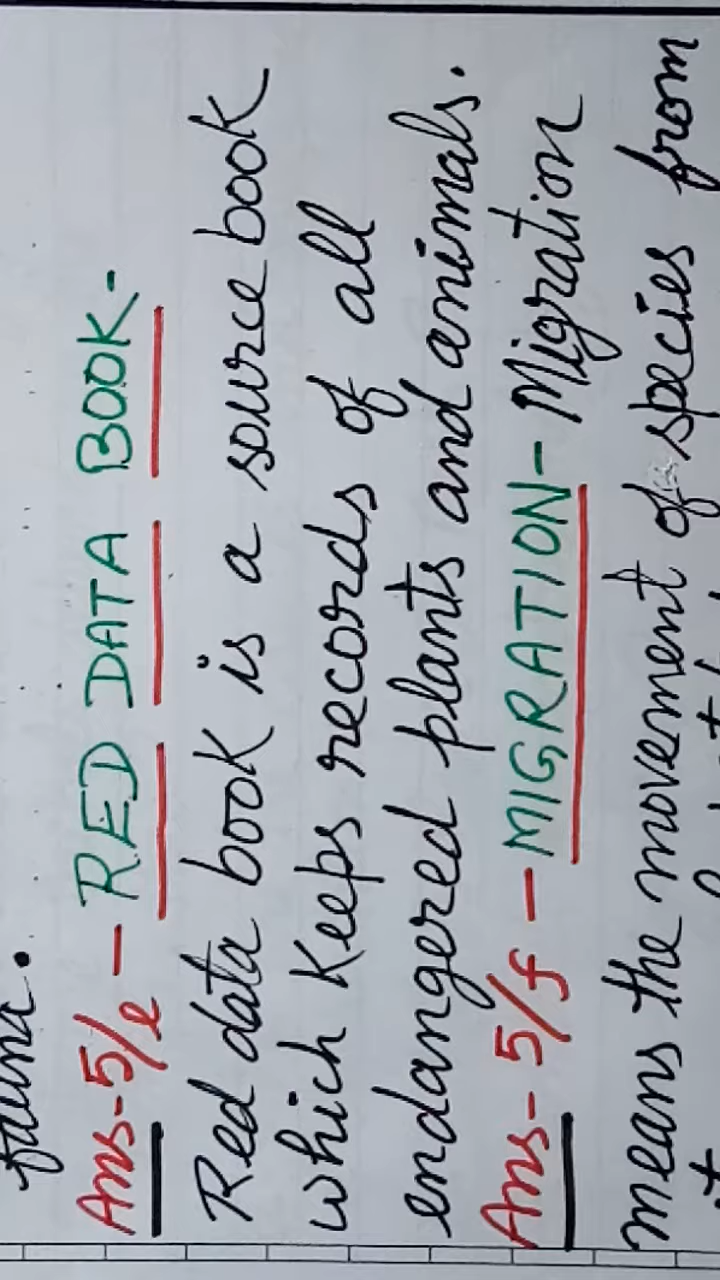 fauna.
Ans-5/e - RED DATA BOOK-
Red data book is a source book
which keeps records of all
endangered plants and animals.
Ans- 5/f - MIGRATION- Migration
means the movement of species from